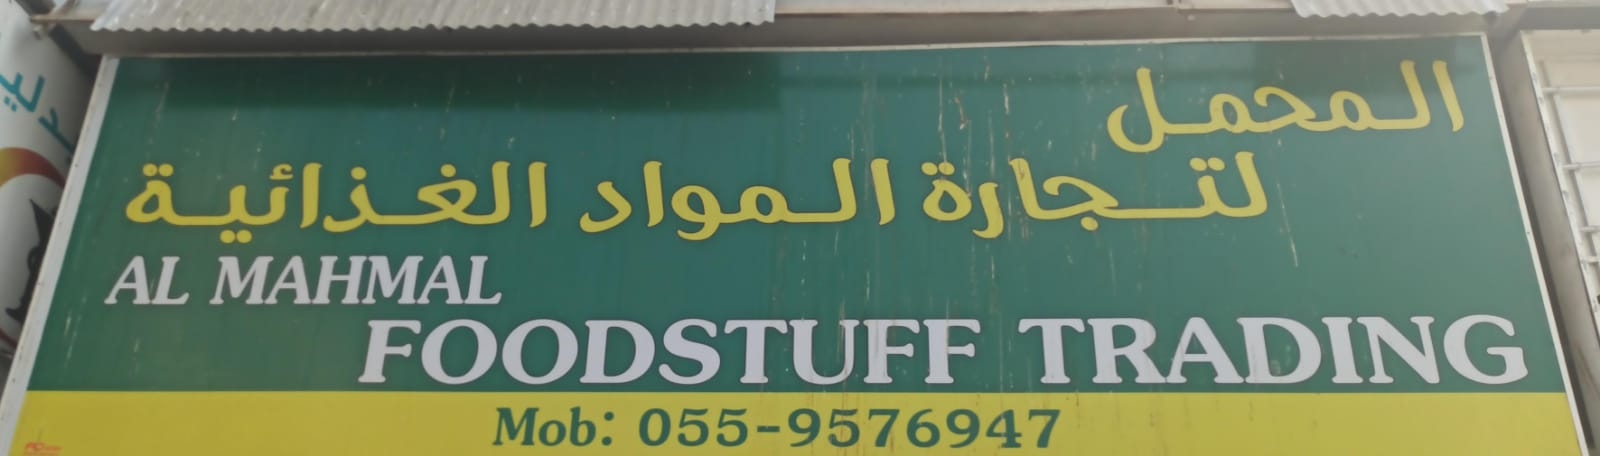 المحمل
لتجارة المواد الغذائية
AL MAHMAL
FOODSTUFF TRADING
Mob: 055-9576947